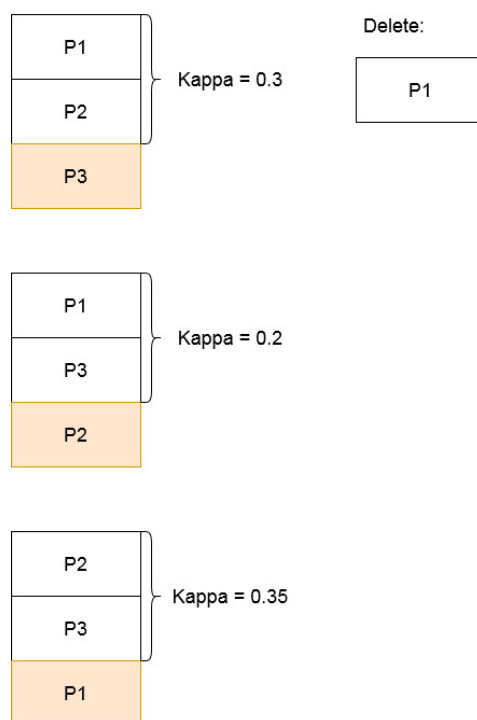 P1
P2
Kappa = 0.3
P3
Delete:
P1
P1
P3
Kappa = 0.2
P2
P2
P3
Kappa = 0.35
P1